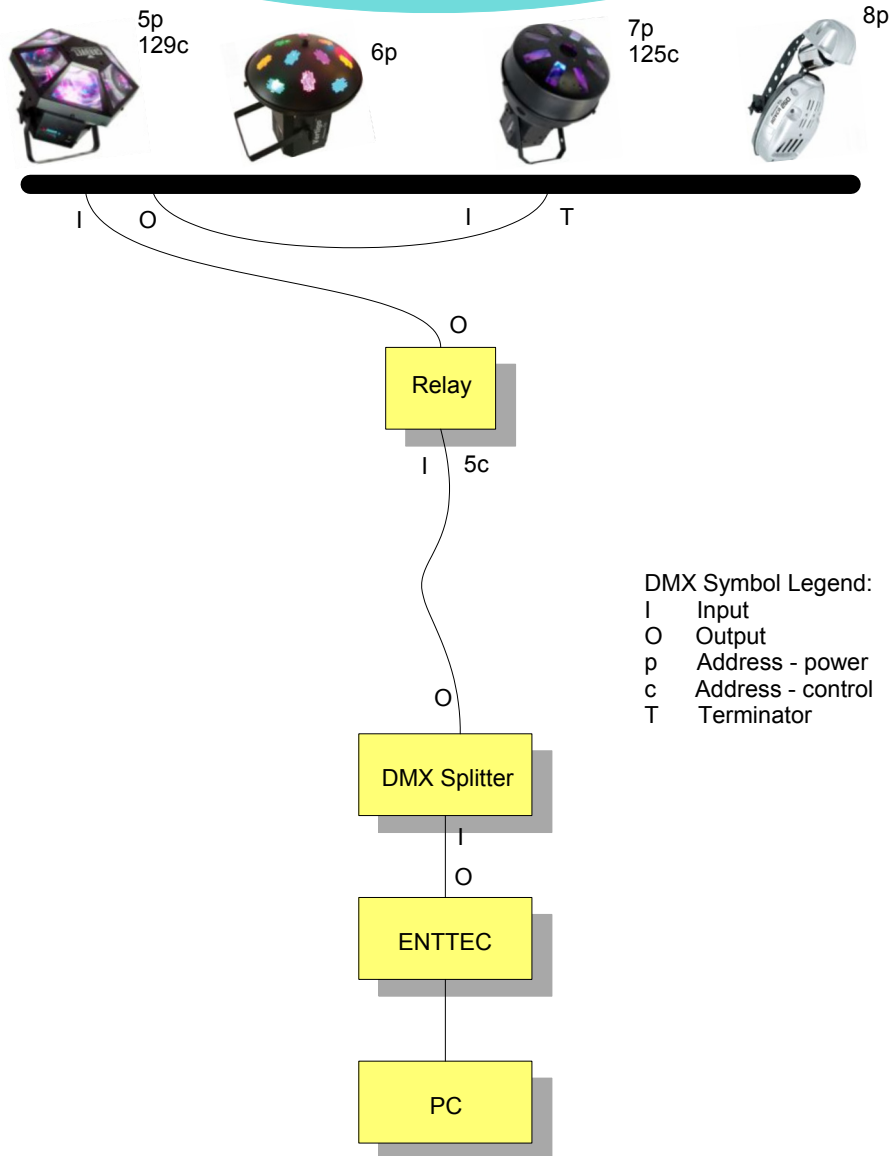 5p
129c
6p
7p
125c
8p
I
O
I
T
O
Relay
I
5c
DMX Symbol Legend:
I Input
O Output
p Address - power
c Address - control
T Terminator
O
DMX Splitter
I
O
ENTTEC
PC